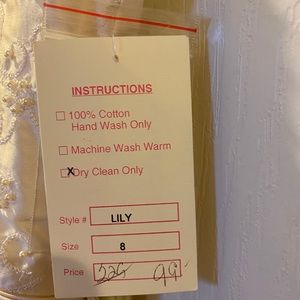 INSTRUCTIONS
☐ 100% Cotton
Hand Wash Only
☐ Machine Wash Warm
☒ Dry Clean Only
Style # LILY
Size 8
Price 226 99